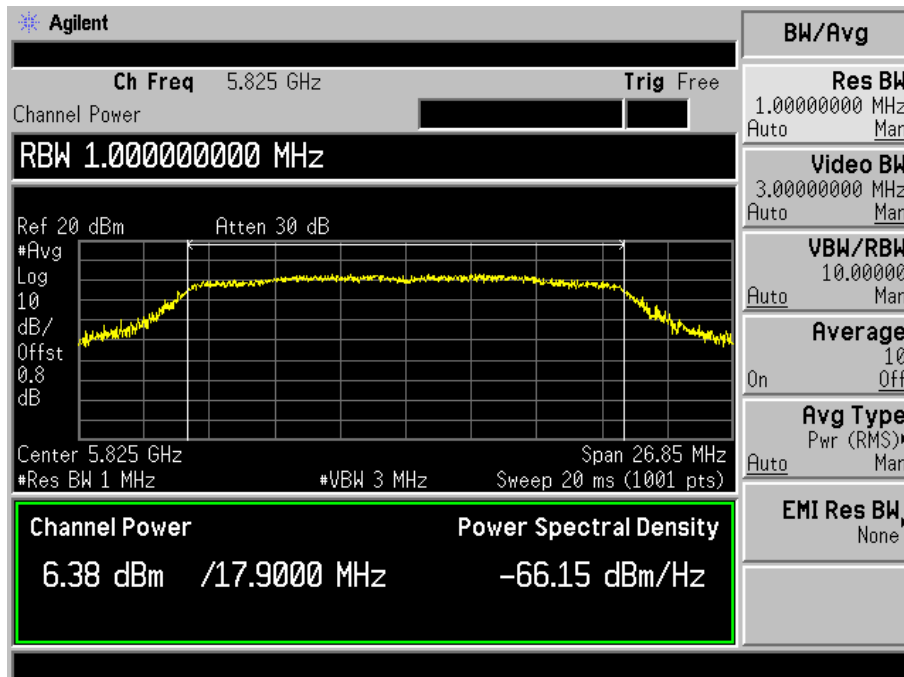 Agilent
Ch Freq 5.825 GHz Trig Free
Channel Power
RBW 1.000000000 MHz
Ref 20 dBm Atten 30 dB
#Avg
Log
10
dB/
Offst
0.8
dB
Center 5.825 GHz Span 26.85 MHz
#Res BW 1 MHz #VBW 3 MHz Sweep 20 ms (1001 pts)
Channel Power Power Spectral Density
6.38 dBm /17.9000 MHz -66.15 dBm/Hz
BW/Avg
Res BW
1.00000000 MHz
Auto Man
Video BW
3.00000000 MHz
Auto Man
VBW/RBW
10.00000
Auto Man
Average
10
On Off
Avg Type
Pwr (RMS)
Auto Man
EMI Res BW
None